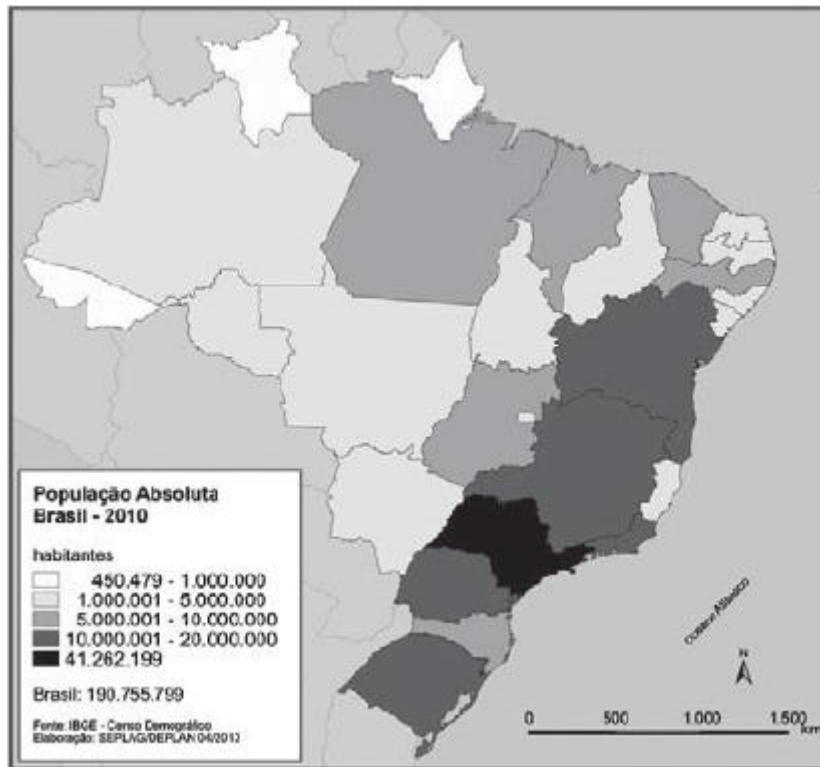 População Absoluta
Brasil - 2010
habitantes
450.479 - 1.000.000
1.000.001 - 5.000.000
5.000.001 - 10.000.000
10.000.001 - 20.000.000
41.262.199
Brasil: 190.755.799
Fonte: IBGE - Censo Demográfico
Elaboração: SEPLAG/DEPLAN 04/2012
Oceano Atlântico
N
0 500 1.000 1.500
km